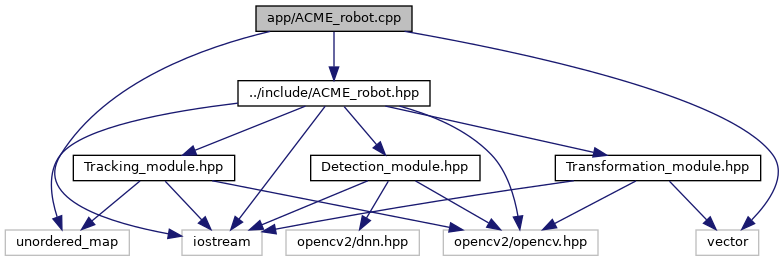 app/ACME_robot.cpp
../include/ACME_robot.hpp
Tracking_module.hpp
Detection_module.hpp
Transformation_module.hpp
unordered_map
iostream
opencv2/dnn.hpp
opencv2/opencv.hpp
vector